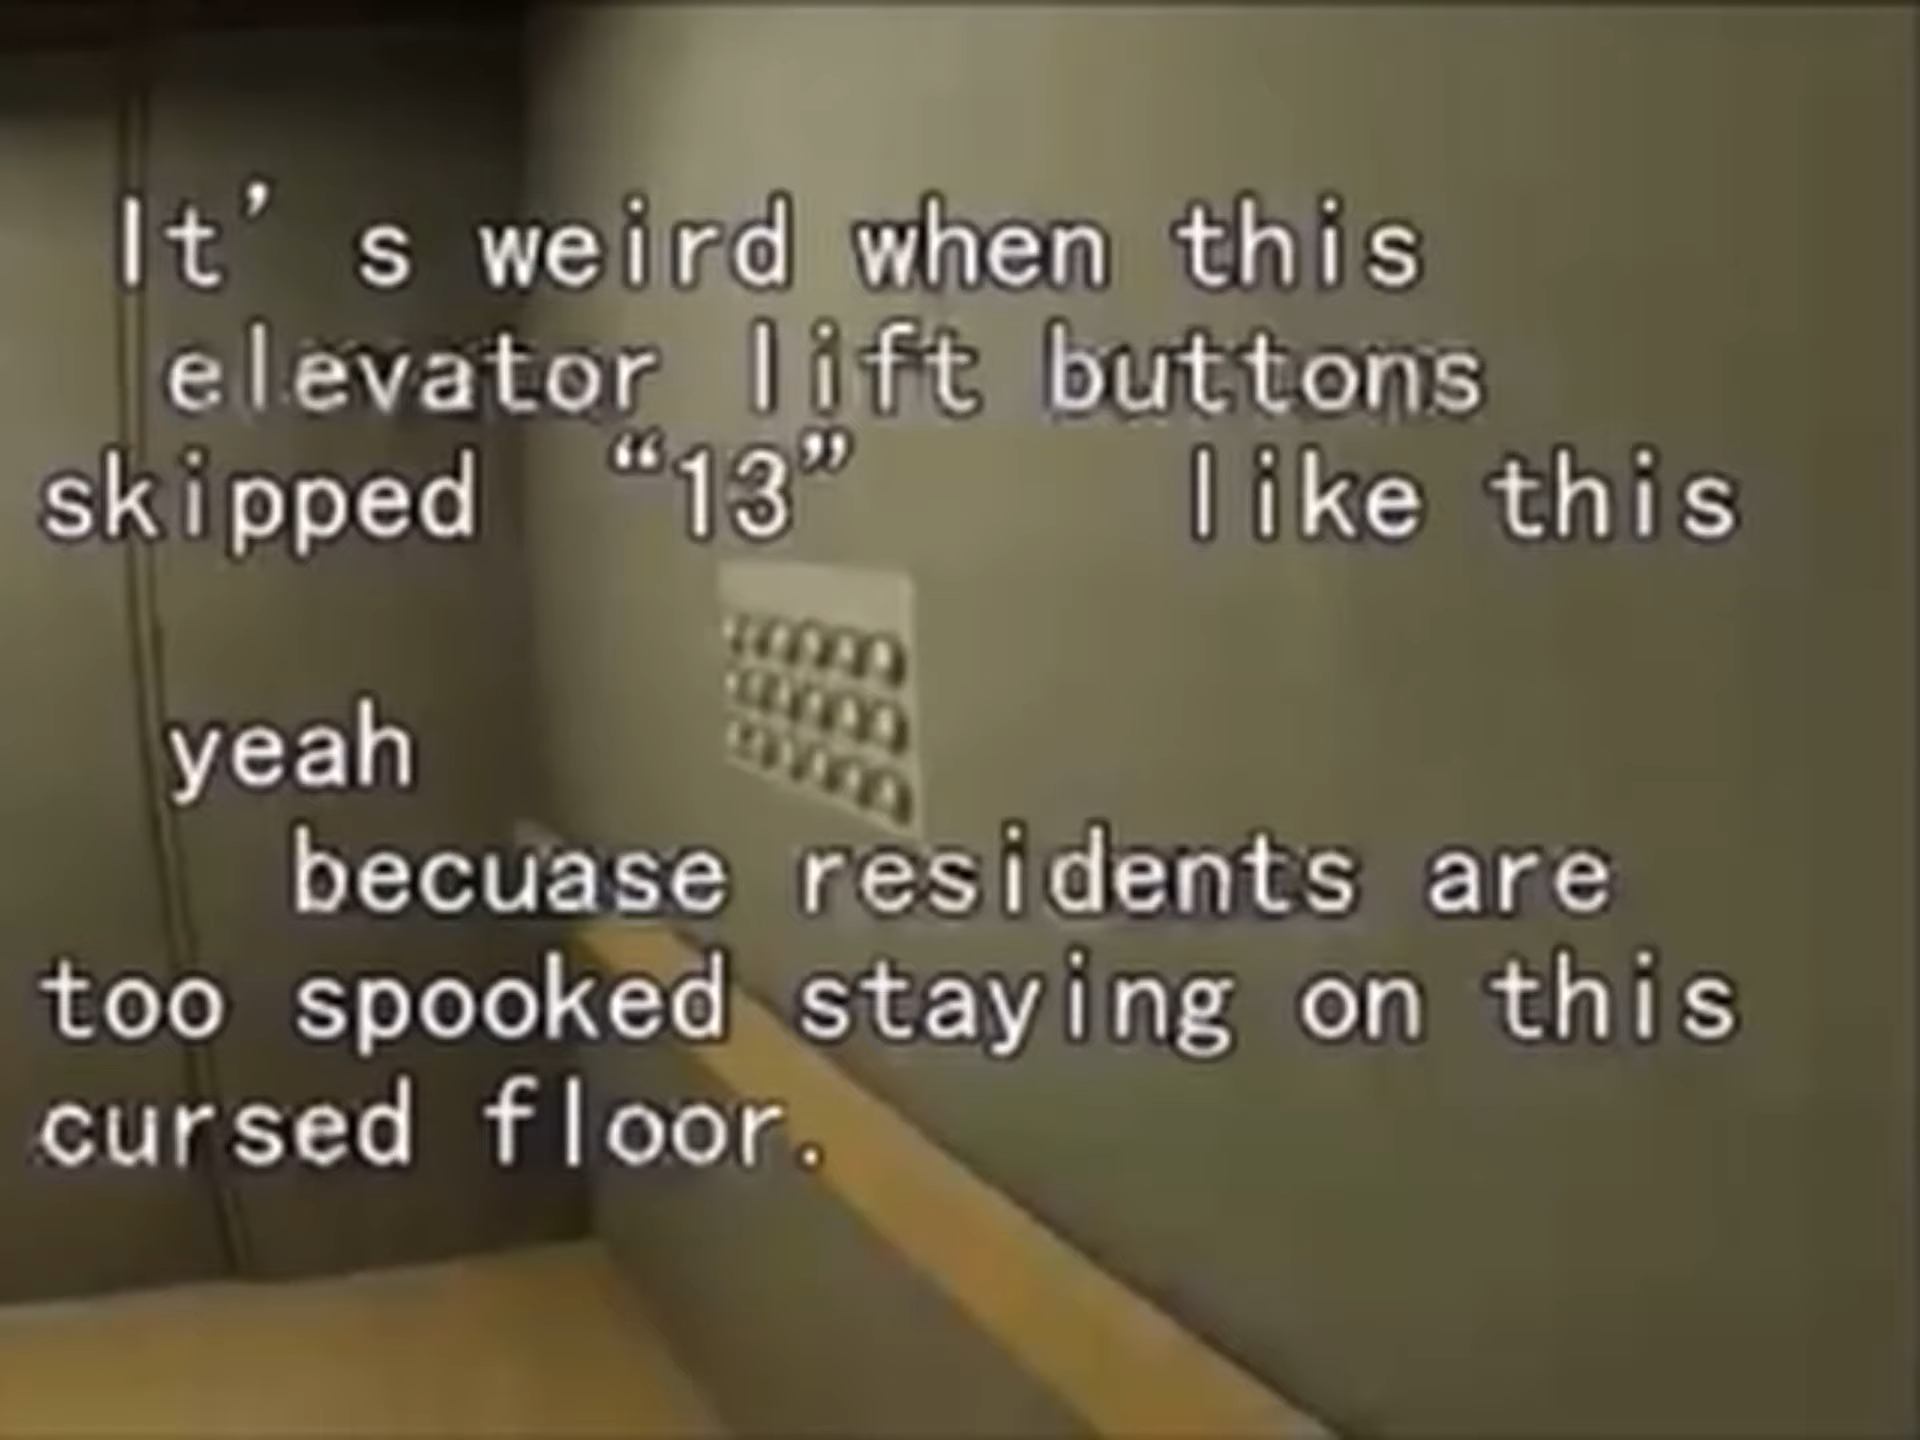 It’s weird when this
elevator lift buttons
skipped “13” like this
yeah
becuase residents are
too spooked staying on this
cursed floor.